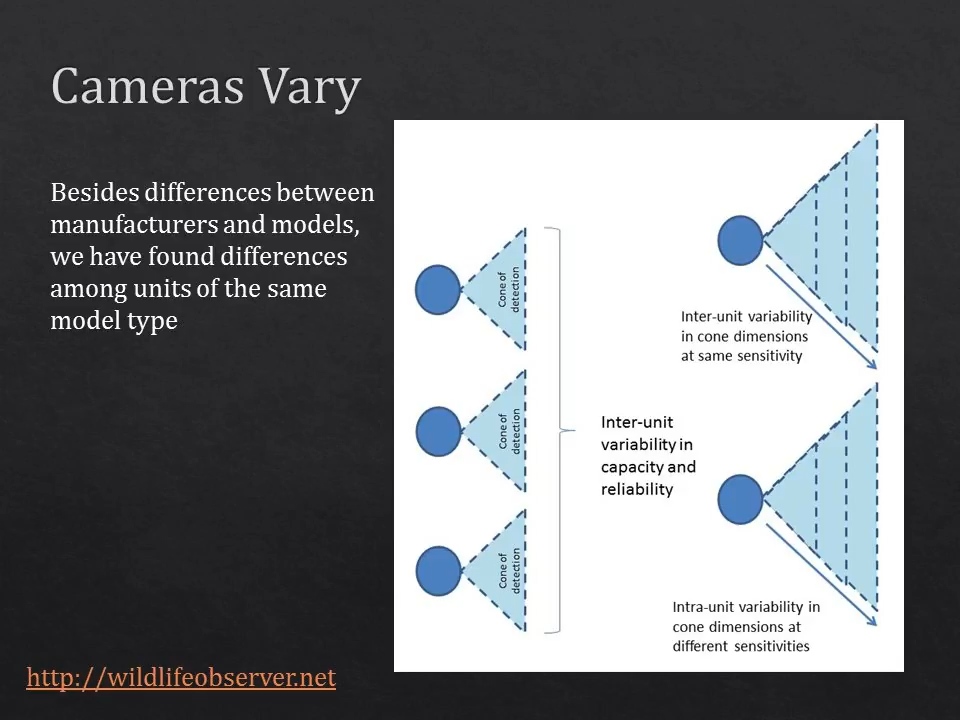 Cameras Vary
Besides differences between
manufacturers and models,
we have found differences
among units of the same
model type
Cone of
detection
Cone of
detection
Cone of
detection
Inter-unit
variability in
capacity and
reliability
Inter-unit variability
in cone dimensions
at same sensitivity
Intra-unit variability in
cone dimensions at
different sensitivities
http://wildlifeobserver.net